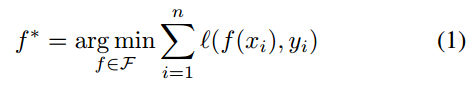 f* = arg min_{f∈ℱ} ∑_{i=1}^{n} ℓ(f(x_i), y_i) (1)